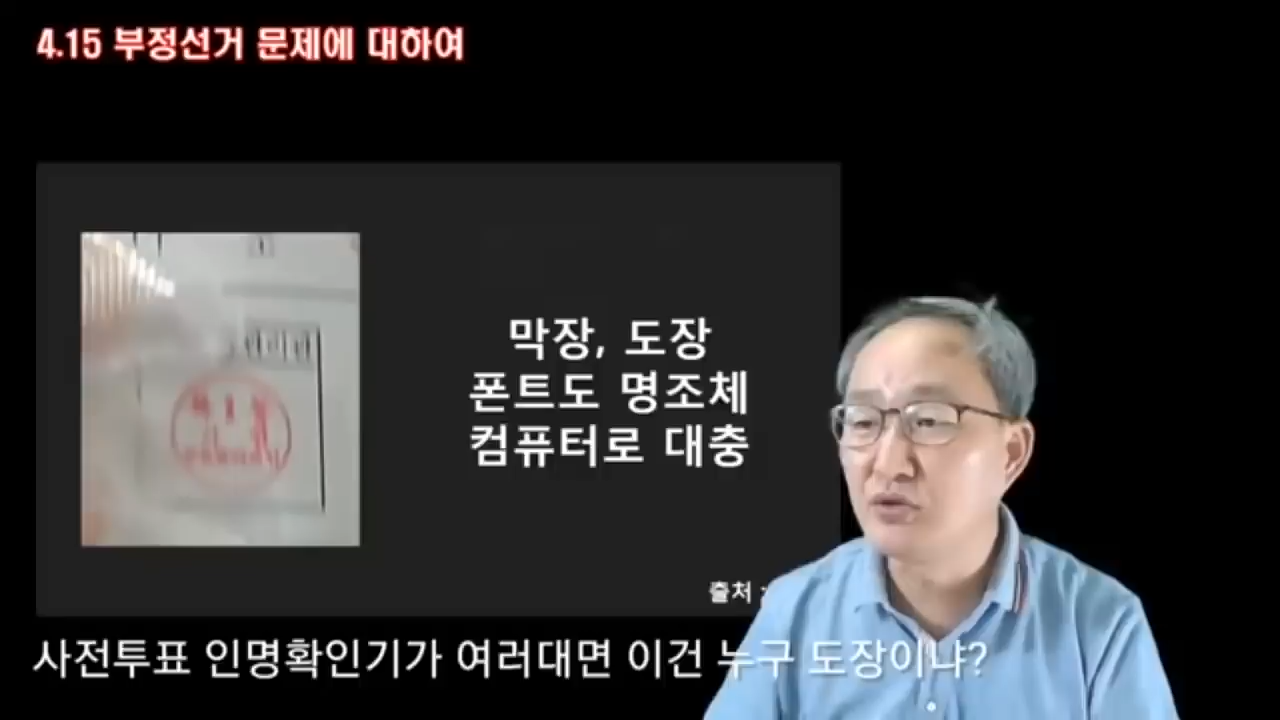 4.15 부정선거 문제에 대하여
막장, 도장
폰트도 명조체
컴퓨터로 대충
출처 :
사전투표 인명확인기가 여러대면 이건 누구 도장이냐?